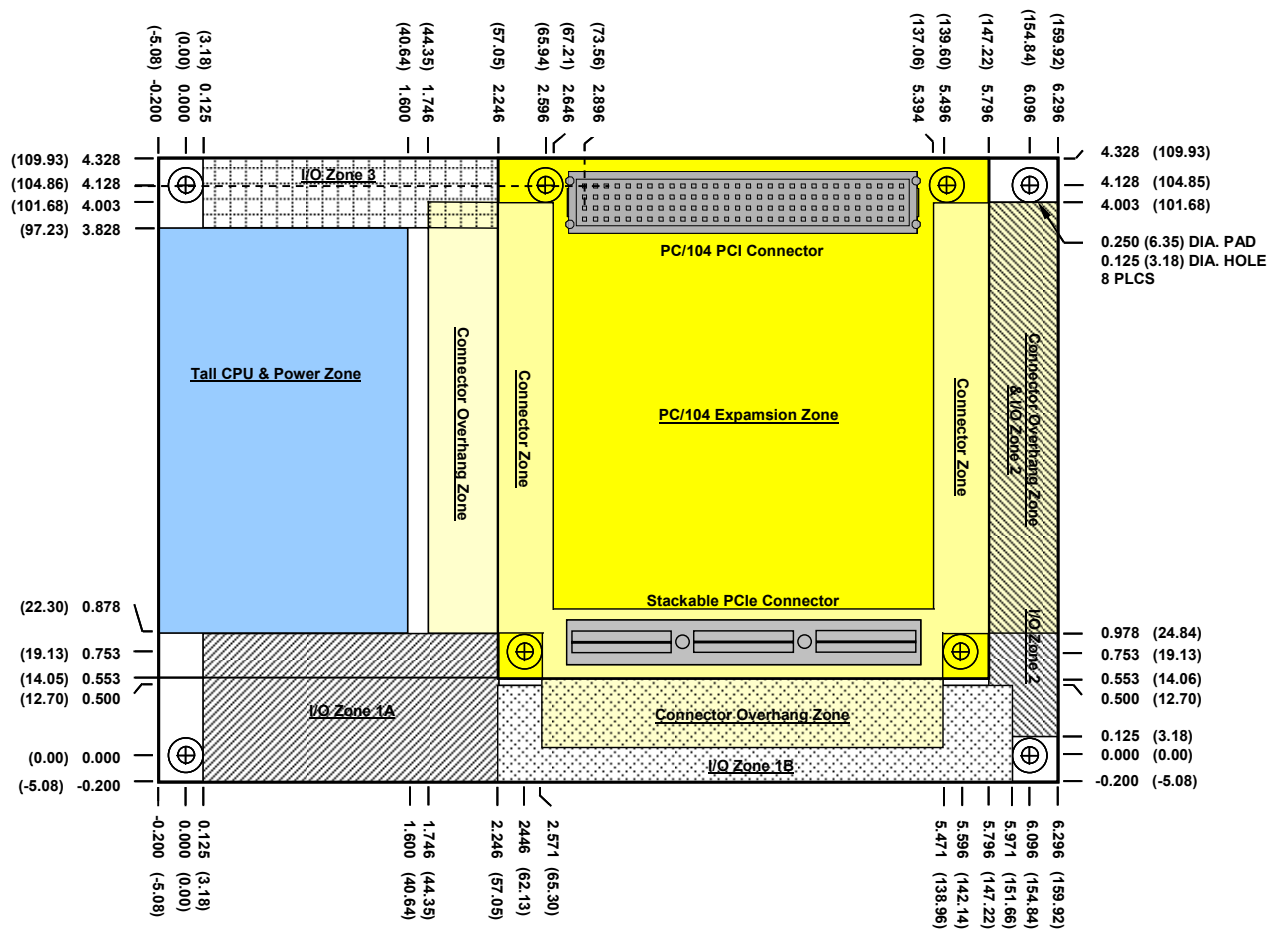 (-5.08) -0.200
(0.00) 0.000
(3.18) 0.125
(40.64) 1.600
(44.35) 1.746
(57.05) 2.246
(65.94) 2.596
(67.21) 2.646
(73.56) 2.896
(137.06) 5.394
(139.60) 5.496
(147.22) 5.796
(154.84) 6.096
(159.92) 6.296
(109.93) 4.328
(104.86) 4.128
(101.68) 4.003
(97.23) 3.828
(22.30) 0.878
(19.13) 0.753
(14.05) 0.553
(12.70) 0.500
(0.00) 0.000
(-5.08) -0.200
I/O Zone 3
Tall CPU & Power Zone
Connector Overhang Zone
Connector Zone
PC/104 PCI Connector
PC/104 Expamsion Zone
Stackable PCIe Connector
Connector Zone
Connector Overhang Zone
& I/O Zone 2
I/O Zone 2
I/O Zone 1A
Connector Overhang Zone
I/O Zone 1B
4.328 (109.93)
4.128 (104.85)
4.003 (101.68)
0.250 (6.35) DIA. PAD
0.125 (3.18) DIA. HOLE
8 PLCS
0.978 (24.84)
0.753 (19.13)
0.553 (14.06)
0.500 (12.70)
0.125 (3.18)
0.000 (0.00)
-0.200 (-5.08)
-0.200 (-5.08)
0.000 (0.00)
0.125 (3.18)
1.600 (40.64)
1.746 (44.35)
2.246 (57.05)
2446 (62.13)
2.571 (65.30)
5.471 (138.96)
5.596 (142.14)
5.796 (147.22)
5.971 (151.66)
6.096 (154.84)
6.296 (159.92)